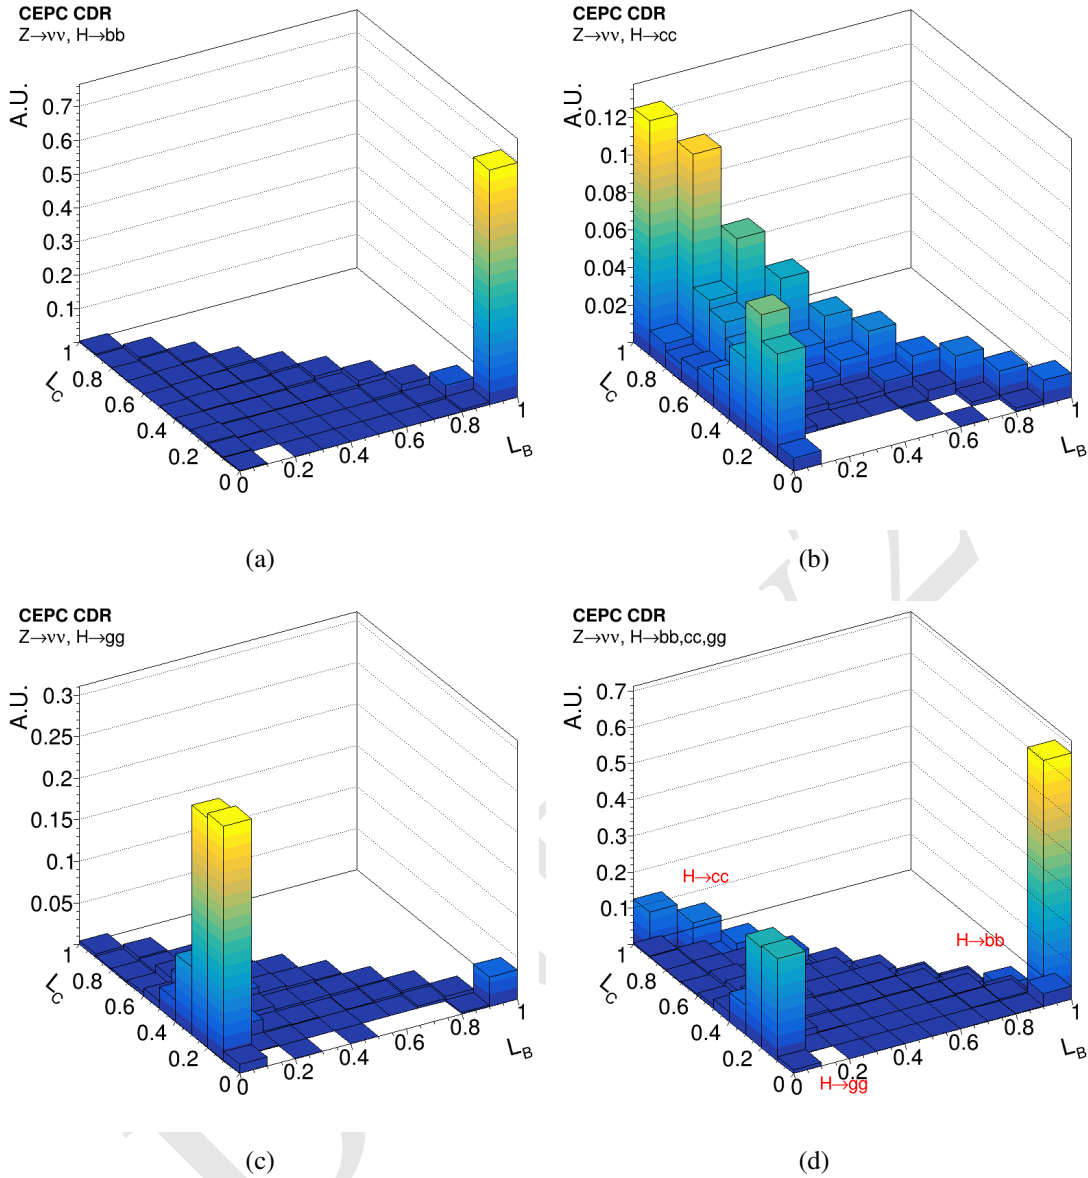 CEPC CDR
Z→νν, H→bb
A.U.
0.7
0.6
0.5
0.4
0.3
0.2
0.1
1
0.8
0.6
0.4
0.2
0
L_C
0
0.2
0.4
0.6
0.8
1
L_B
(a)
CEPC CDR
Z→νν, H→cc
A.U.
0.12
0.1
0.08
0.06
0.04
0.02
1
0.8
0.6
0.4
0.2
0
L_C
0
0.2
0.4
0.6
0.8
1
L_B
(b)
CEPC CDR
Z→νν, H→gg
A.U.
0.3
0.25
0.2
0.15
0.1
0.05
1
0.8
0.6
0.4
0.2
0
L_C
0
0.2
0.4
0.6
0.8
1
L_B
(c)
CEPC CDR
Z→νν, H→bb,cc,gg
A.U.
0.7
0.6
0.5
0.4
0.3
0.2
0.1
H→cc
H→bb
1
0.8
0.6
0.4
0.2
0
L_C
0
0.2
0.4
0.6
0.8
1
L_B
H→gg
(d)